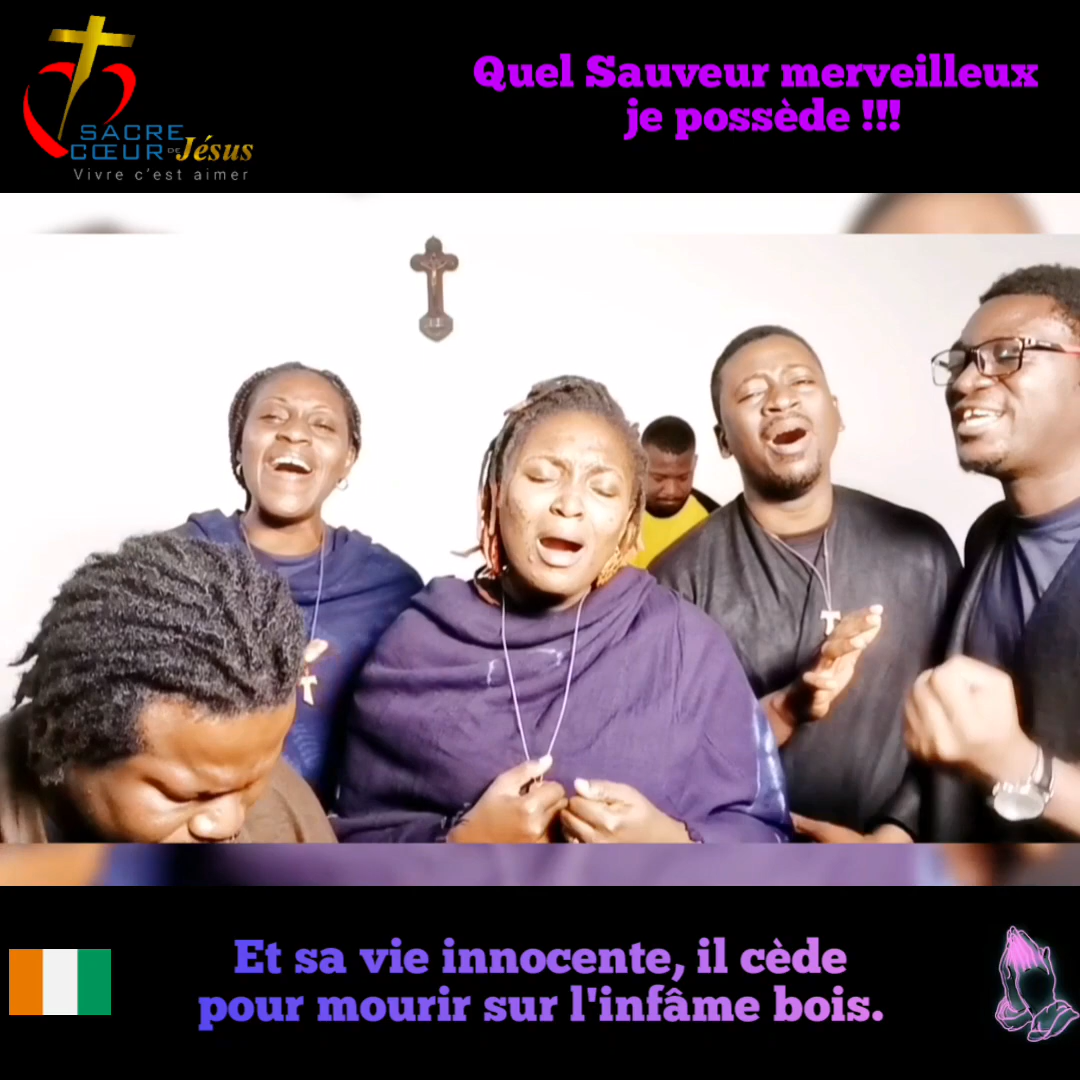 SACRE
CŒUR DE Jésus
Vivre c'est aimer
Quel Sauveur merveilleux
je possède !!!
Et sa vie innocente, il cède
pour mourir sur l'infâme bois.